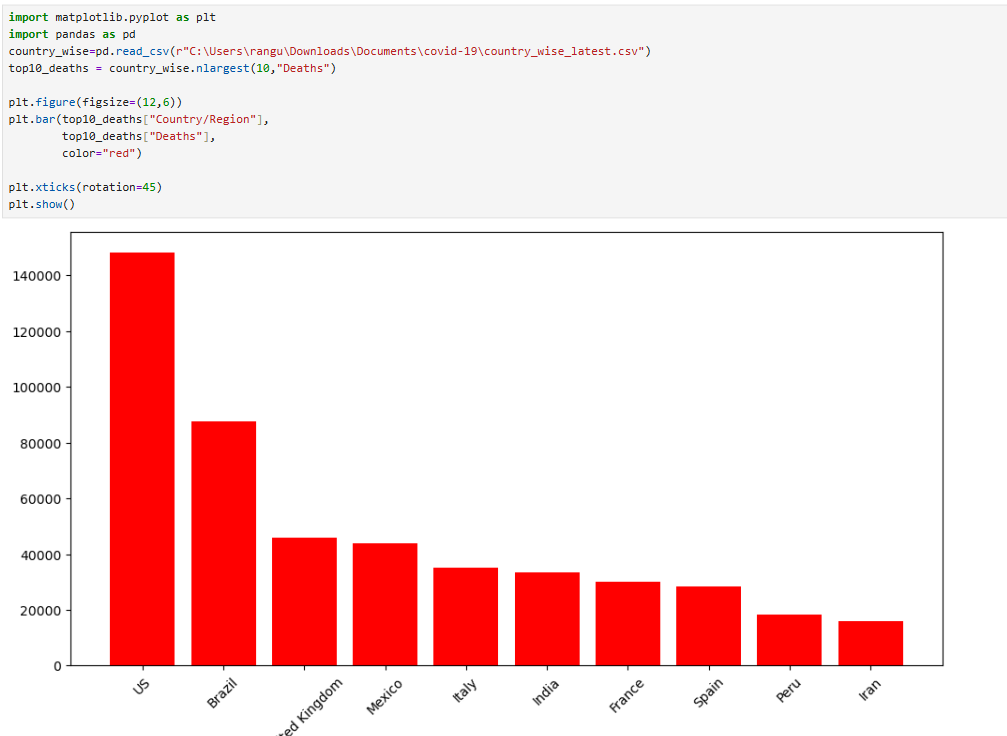 import matplotlib.pyplot as plt
import pandas as pd
country_wise=pd.read_csv(r"C:\Users\rangu\Downloads\Documents\covid-19\country_wise_latest.csv")
top10_deaths = country_wise.nlargest(10,"Deaths")
plt.figure(figsize=(12,6))
plt.bar(top10_deaths["Country/Region"],
top10_deaths["Deaths"],
color="red")
plt.xticks(rotation=45)
plt.show()
140000
120000
100000
80000
60000
40000
20000
0
US
Brazil
ted Kingdom
Mexico
Italy
India
France
Spain
Peru
Iran